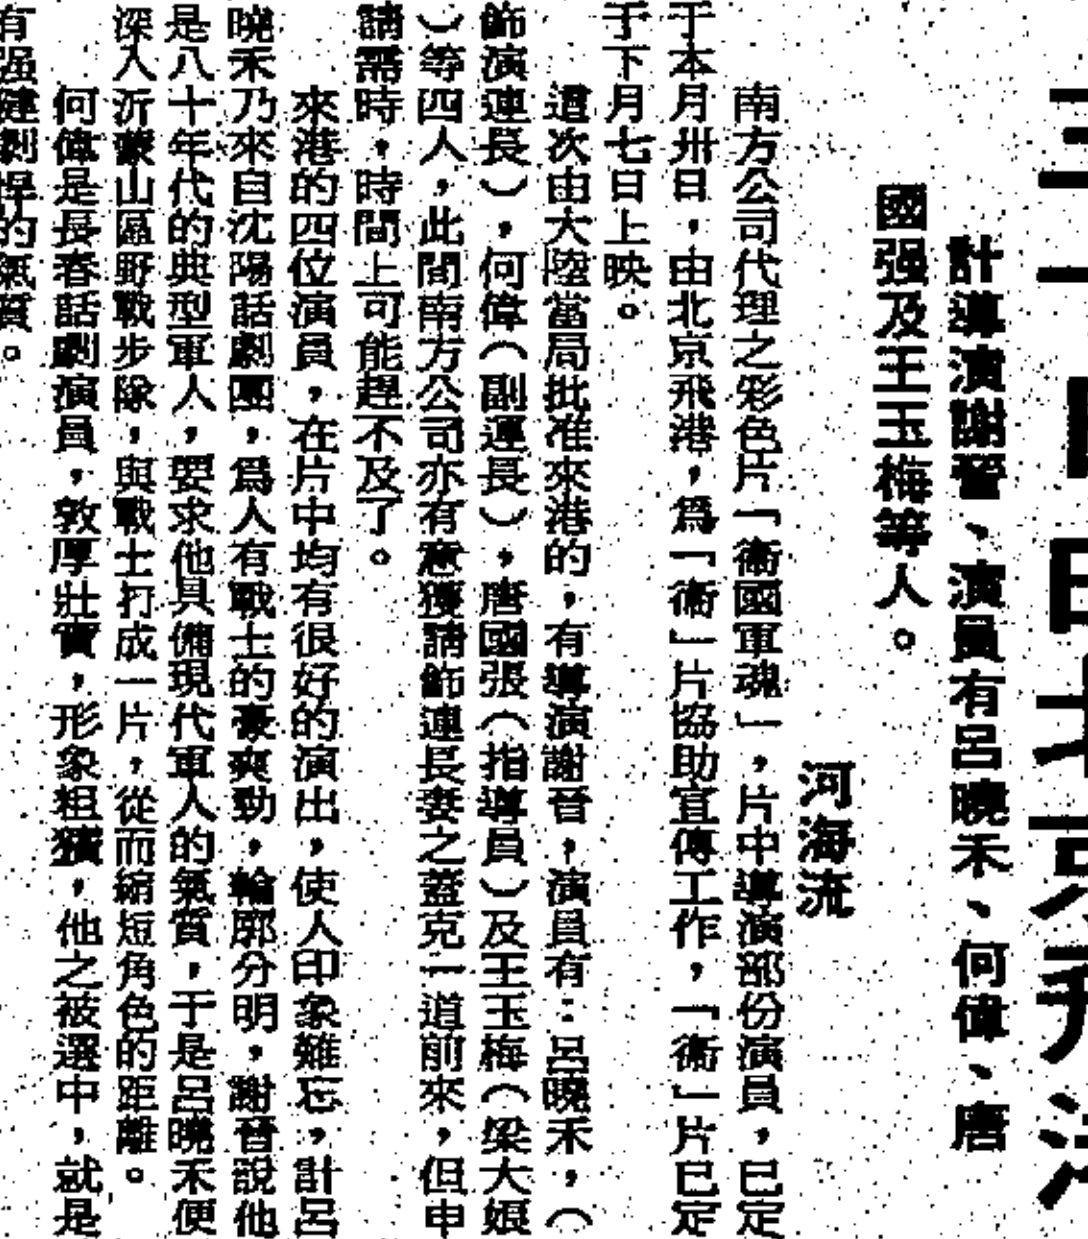 三十日由北京飛港
計導演謝晉、演員有呂曉禾、何偉、唐
國强及王玉梅等人。
河海流
南方公司代理之彩色片「衞國軍魂」，片中導演部份演員，已定
于本月卅日，由北京飛港，爲「衞」片協助宣傳工作，「衞」片已定
于下月七日上映。
這次由大陸當局批准來港的，有導演謝晉，演員有：呂曉禾，（
飾演連長），何偉（副連長），唐國張（指導員）及王玉梅（梁大娘
）等四人，此間南方公司亦有意獲請飾連長妻之蓋克一道前來，但申
請需時，時間上可能趕不及了。
來港的四位演員，在片中均有很好的演出，使人印象難忘，計呂
曉禾乃來自沈陽話劇團，爲人有戰士的豪爽勁，輪廓分明，謝晉說他
是八十年代的典型軍人，要求他具備現代軍人的氣質，于是呂曉禾便
深入沂蒙山區野戰步隊，與戰士打成一片，從而縮短角色的距離。
何偉是長春話劇演員，敦厚壯實，形象粗獷，他之被選中，就是
有强健剽悍的氣質。